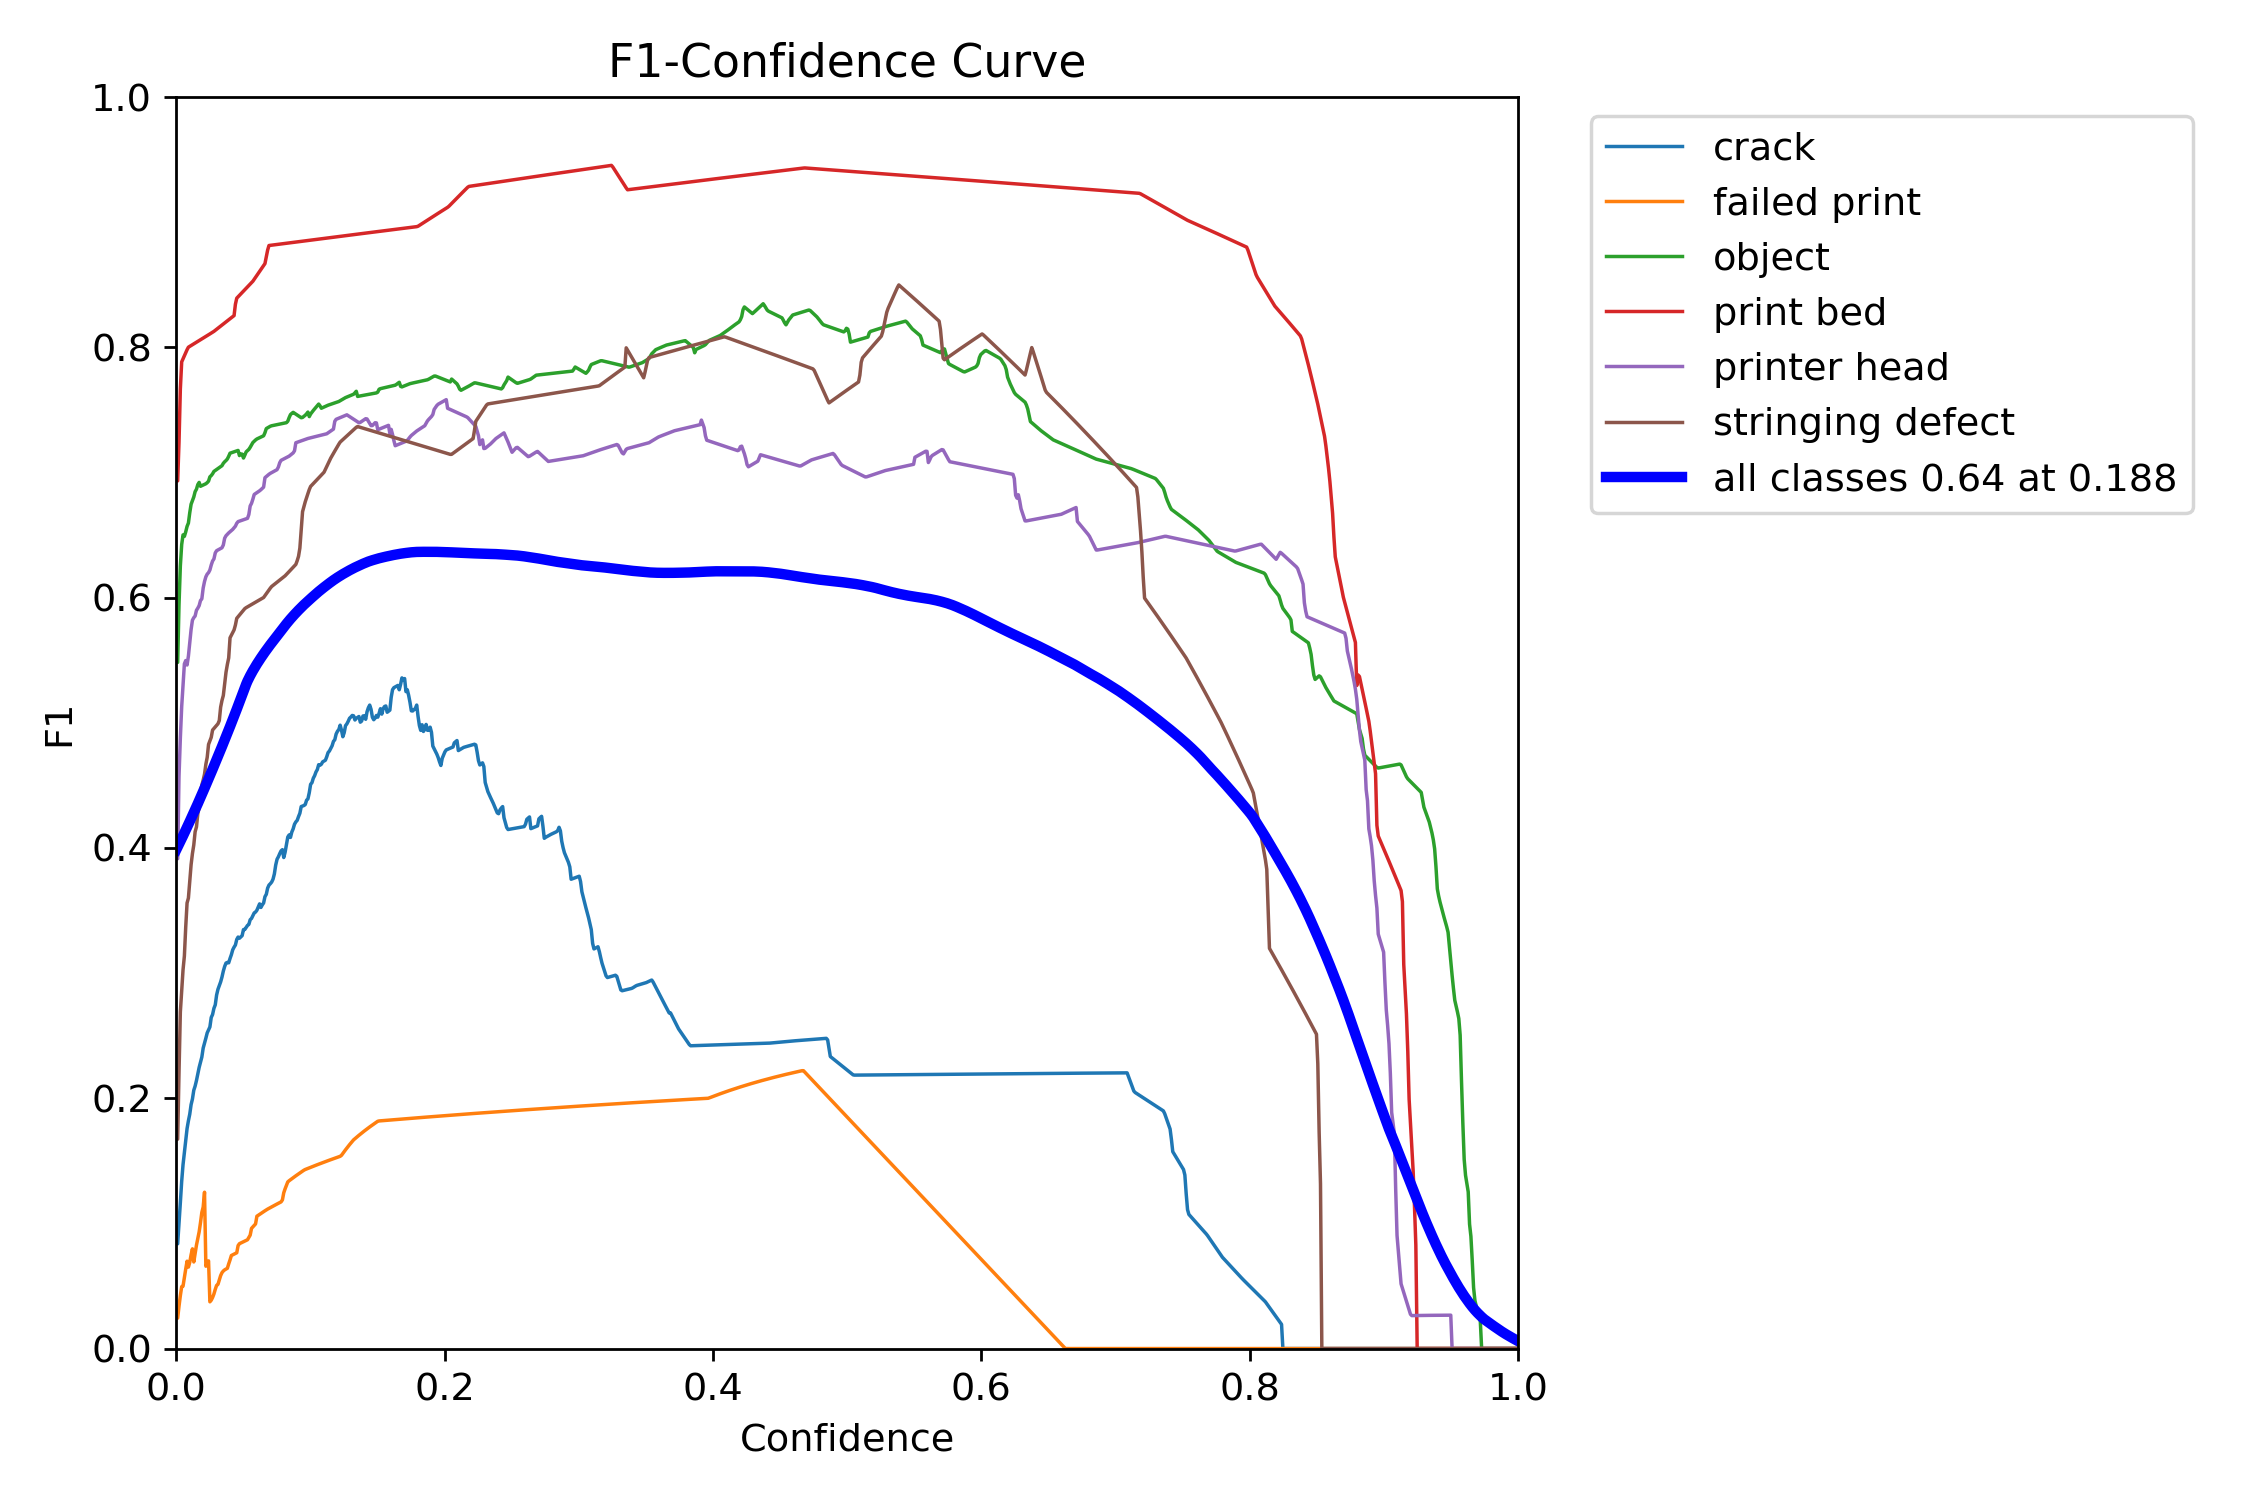 F1-Confidence Curve
1.0
0.8
0.6
0.4
0.2
0.0
F1
0.0 0.2 0.4 0.6 0.8 1.0
Confidence
crack
failed print
object
print bed
printer head
stringing defect
all classes 0.64 at 0.188